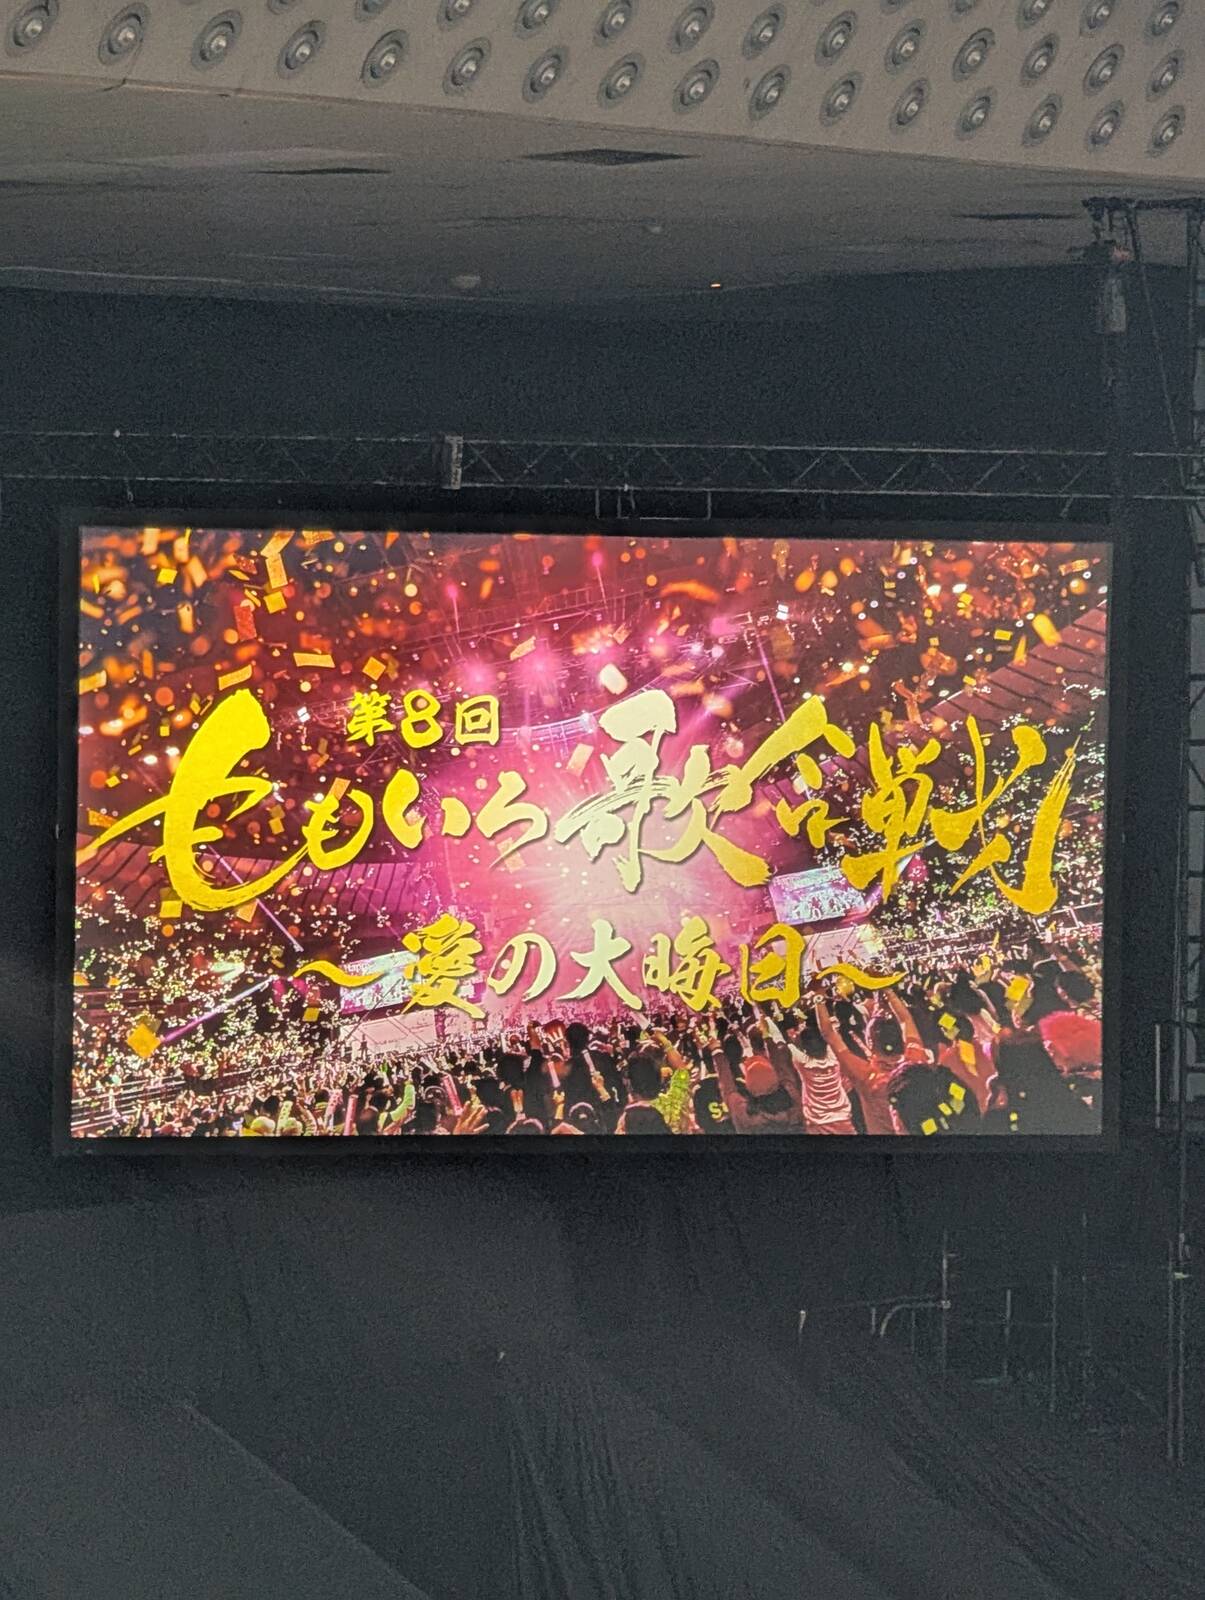 第8回
ももいろ歌合戦
～愛の大晦日～